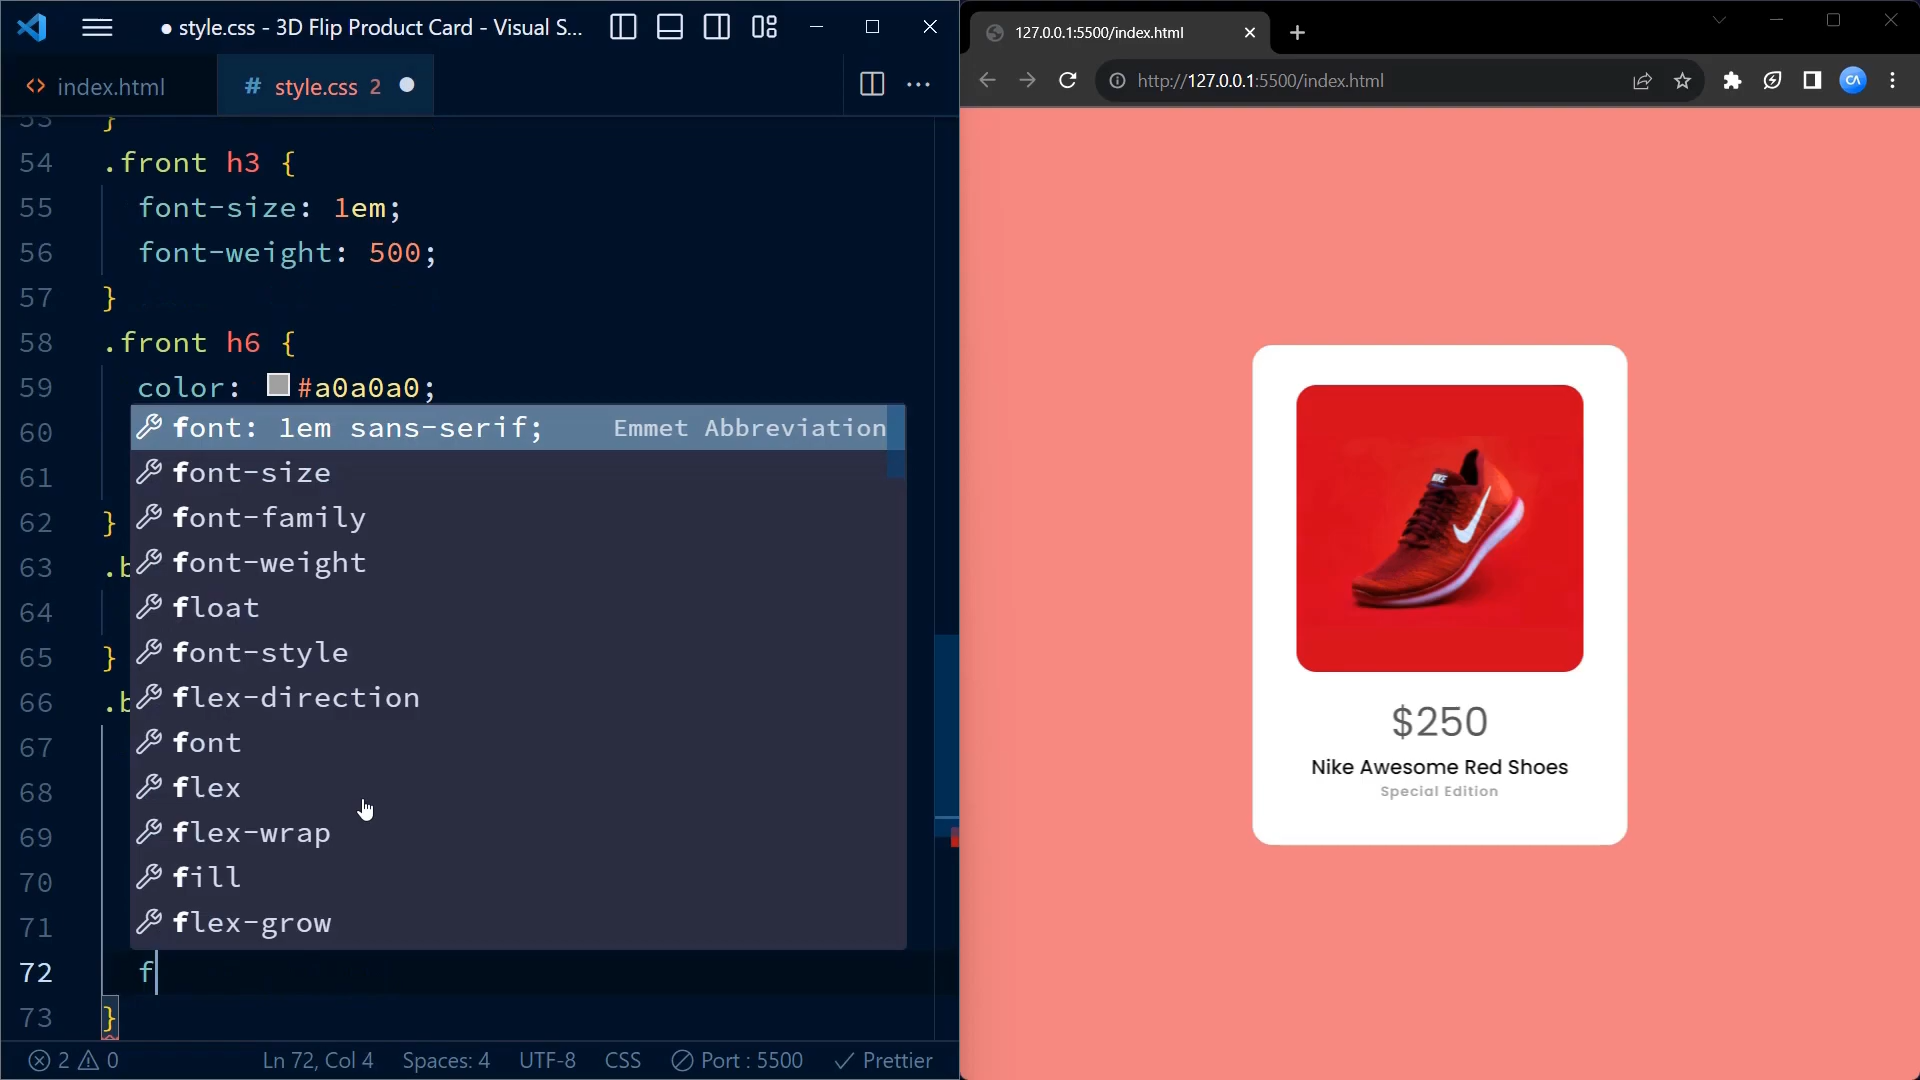 style.css - 3D Flip Product Card - Visual S...
index.html
# style.css 2
53 }
54 .front h3 {
55 font-size: 1em;
56 font-weight: 500;
57 }
58 .front h6 {
59 color: #a0a0a0;
60 font: 1em sans-serif; Emmet Abbreviation
61 font-size
font-family
62 } font-weight
63 .b
64 float
65 } font-style
66 .b flex-direction
67 font
68 flex
69 flex-wrap
70 fill
71 flex-grow
72 f
73 }
2 0 Ln 72, Col 4 Spaces: 4 UTF-8 CSS Port : 5500 Prettier
127.0.0.1:5500/index.html
http://127.0.0.1:5500/index.html
CA
NIKE
$250
Nike Awesome Red Shoes
Special Edition